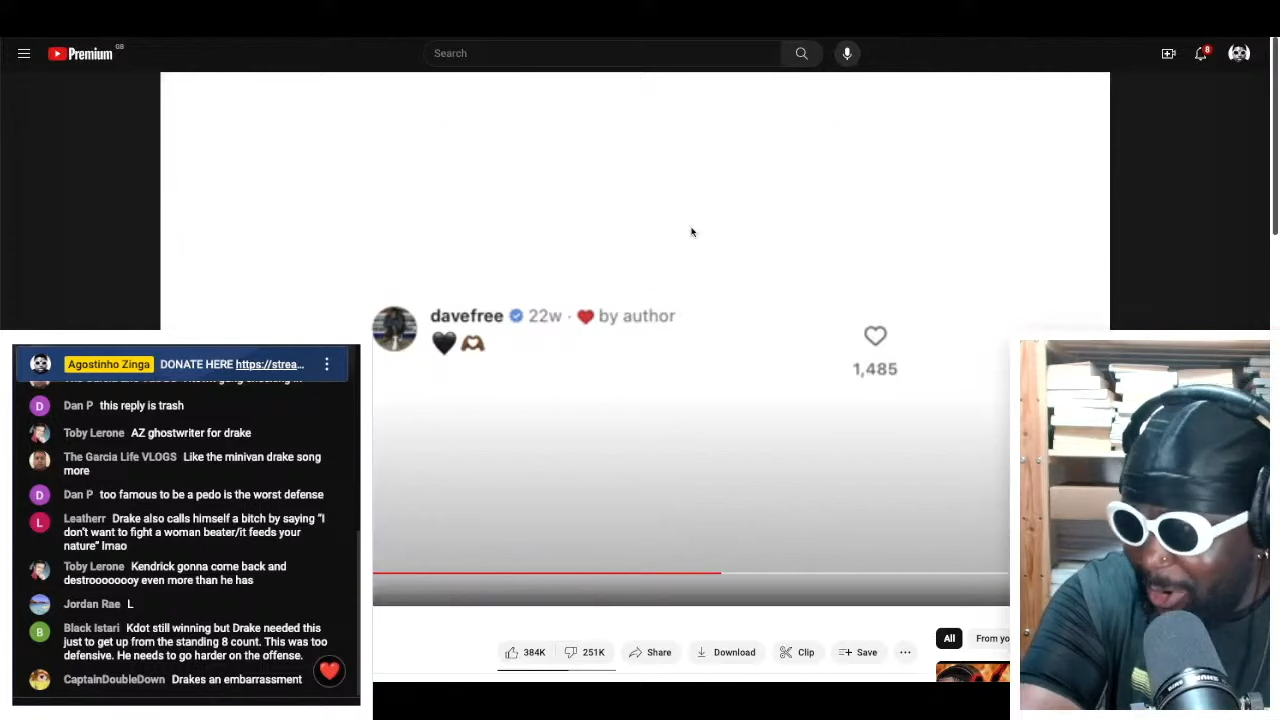 Premium GB
Search
8
davefree 22w · ❤️ by author
🖤🫶🏾
1,485
Agostinho Zinga DONATE HERE https://strea...
D Dan P this reply is trash
Toby Lerone AZ ghostwriter for drake
The Garcia Life VLOGS Like the minivan drake song
more
D Dan P too famous to be a pedo is the worst defense
L Leatherr Drake also calls himself a bitch by saying “I
don't want to fight a woman beater/it feeds your
nature” lmao
Toby Lerone Kendrick gonna come back and
destroooooooy even more than he has
Jordan Rae L
B Black Istari Kdot still winning but Drake needed this
just to get up from the standing 8 count. This was too
defensive. He needs to go harder on the offense.
CaptainDoubleDown Drakes an embarrassment
384K 251K Share Download Clip Save ...
All From yo